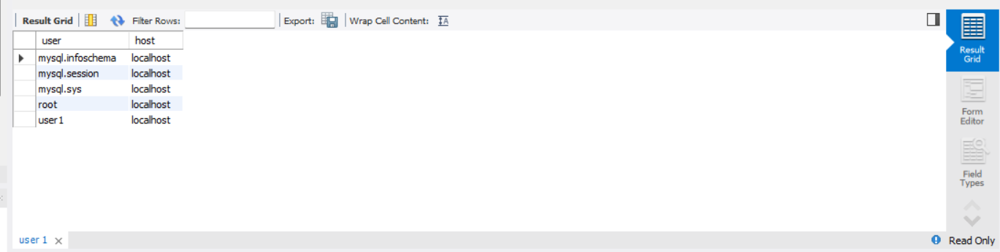 Result Grid Filter Rows: Export: Wrap Cell Content: IA
user host
mysql.infoschema localhost
mysql.session localhost
mysql.sys localhost
root localhost
user1 localhost
Result
Grid
Form
Editor
Field
Types
user 1 Read Only